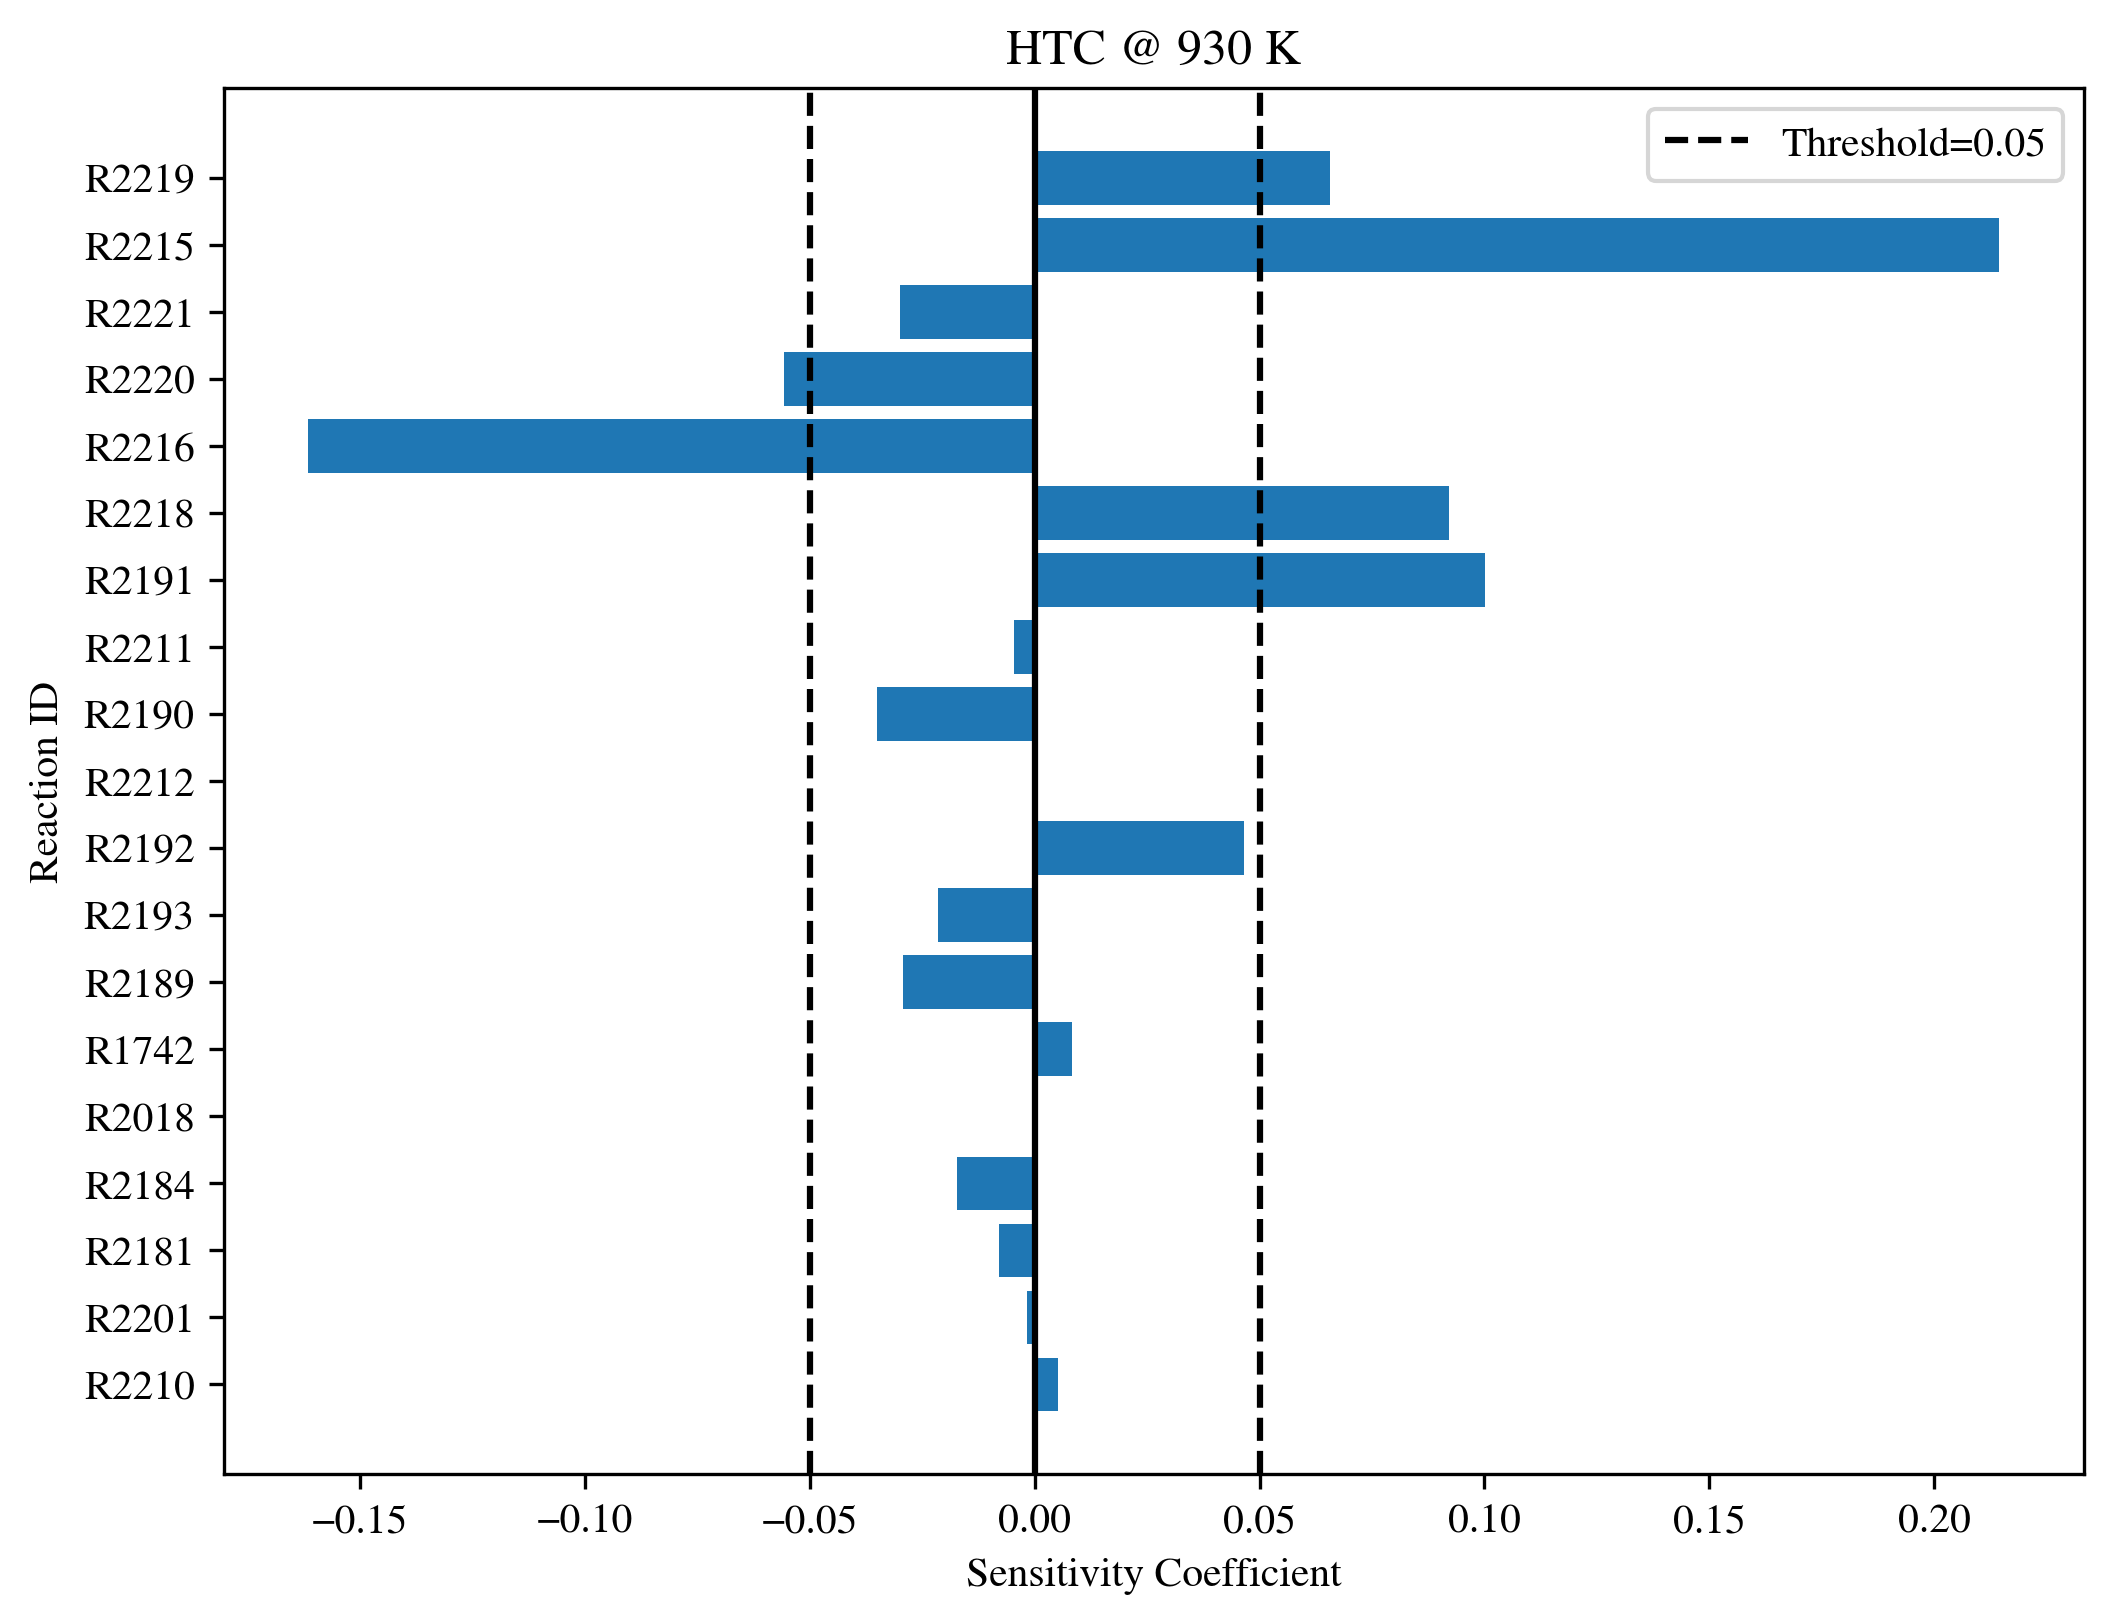 HTC @ 930 K
Threshold=0.05
R2219
R2215
R2221
R2220
R2216
R2218
R2191
R2211
R2190
R2212
R2192
R2193
R2189
R1742
R2018
R2184
R2181
R2201
R2210
Reaction ID
−0.15 −0.10 −0.05 0.00 0.05 0.10 0.15 0.20
Sensitivity Coefficient